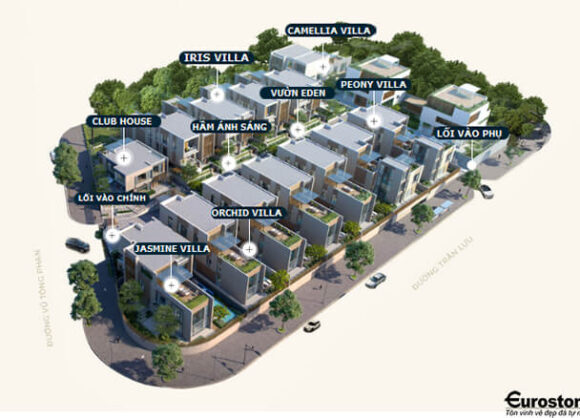 CAMELLIA VILLA
IRIS VILLA
PEONY VILLA
VƯỜN EDEN
CLUB HOUSE
HẦM ÁNH SÁNG
LỐI VÀO PHỤ
LỐI VÀO CHÍNH
ORCHID VILLA
JASMINE VILLA
ĐƯỜNG VŨ TÔNG PHAN
ĐƯỜNG TRẦN LỰU
Eurostor
Tôn vinh vẻ đẹp đá tự n